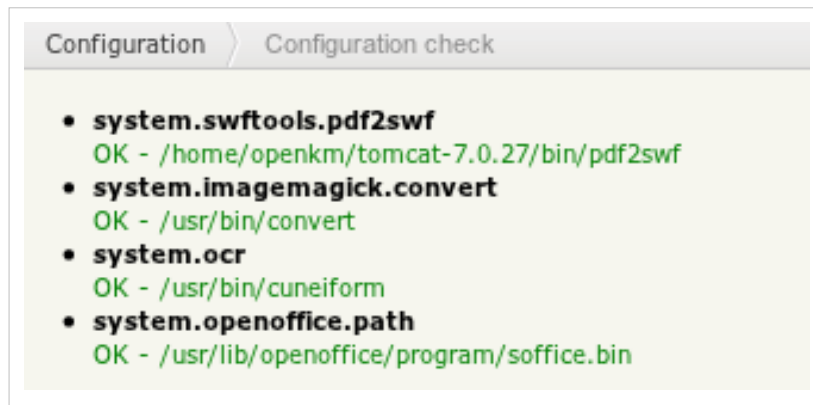 Configuration Configuration check
• system.swftools.pdf2swf
OK - /home/openkm/tomcat-7.0.27/bin/pdf2swf
• system.imagemagick.convert
OK - /usr/bin/convert
• system.ocr
OK - /usr/bin/cuneiform
• system.openoffice.path
OK - /usr/lib/openoffice/program/soffice.bin